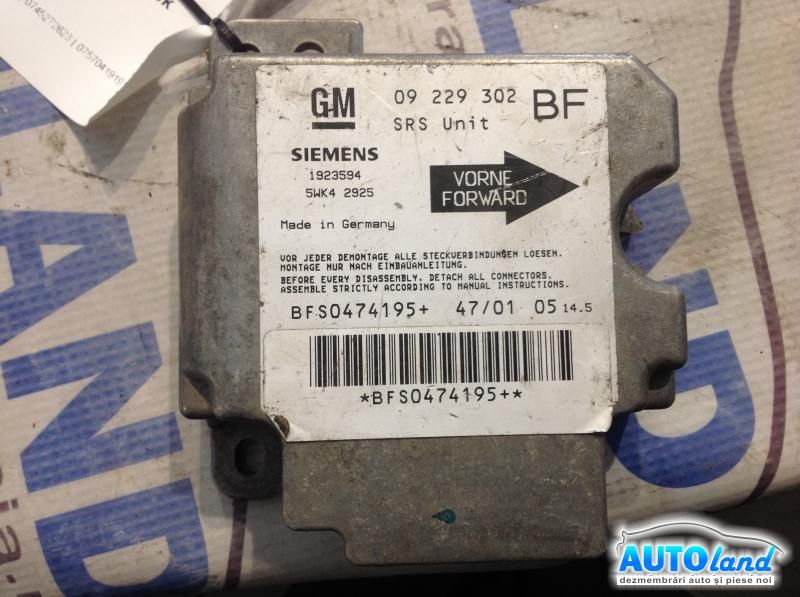 GM 09 229 302 BF
SRS Unit
SIEMENS
1923594
5WK4 2925
VORNE
FORWARD
Made in Germany
VOR JEDER DEMONTAGE ALLE STECKVERBINDUNGEN LOESEN.
MONTAGE NUR NACH EINBAUANLEITUNG.
BEFORE EVERY DISASSEMBLY, DETACH ALL CONNECTORS.
ASSEMBLE STRICTLY ACCORDING TO MANUAL INSTRUCTIONS.
BFS0474195+ 47/01 05 14.5
*BFS0474195+*
AUTOland
dezmembrări auto și piese noi